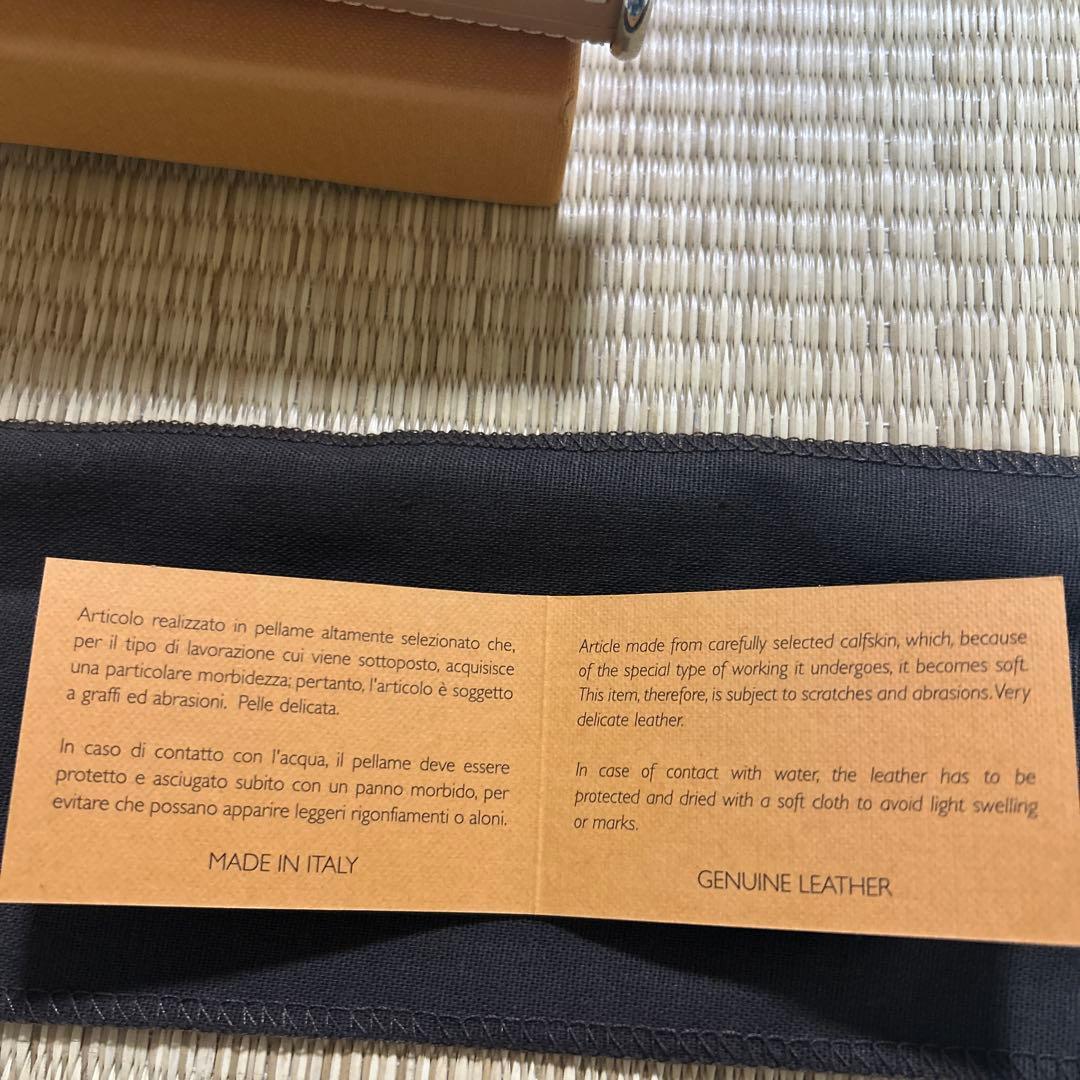 Articolo realizzato in pellame altamente selezionato che,
per il tipo di lavorazione cui viene sottoposto, acquisisce
una particolare morbidezza; pertanto, l'articolo è soggetto
a graffi ed abrasioni. Pelle delicata.
In caso di contatto con l'acqua, il pellame deve essere
protetto e asciugato subito con un panno morbido, per
evitare che possano apparire leggeri rigonfiamenti o aloni.
MADE IN ITALY
Article made from carefully selected calfskin, which, because
of the special type of working it undergoes, it becomes soft.
This item, therefore, is subject to scratches and abrasions. Very
delicate leather.
In case of contact with water, the leather has to be
protected and dried with a soft cloth to avoid light swelling
or marks.
GENUINE LEATHER